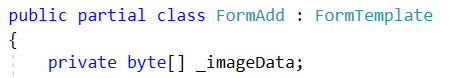 public partial class FormAdd : FormTemplate
{
private byte[] _imageData;